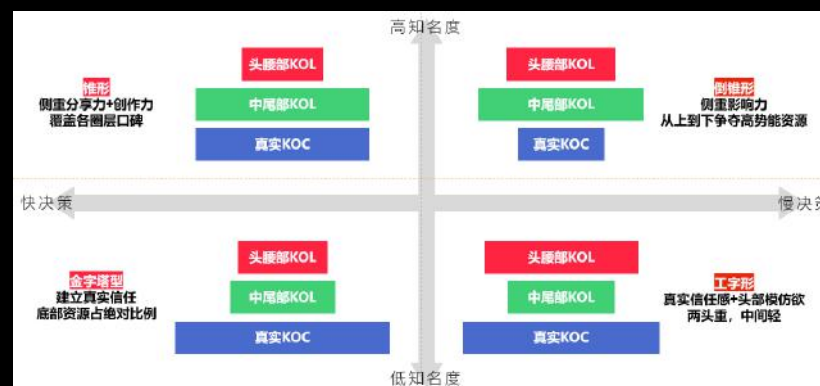 高知名度
头腰部KOL
中尾部KOL
真实KOC
锥形
侧重分享力+创作力
覆盖各圈层口碑
头腰部KOL
中尾部KOL
真实KOC
倒锥形
侧重影响力
从上到下争夺高势能资源
快决策
慢决策
金字塔型
建立真实信任
底部资源占绝对比例
头腰部KOL
中尾部KOL
真实KOC
头腰部KOL
中尾部KOL
真实KOC
工字形
真实信任感+头部模仿欲
两头重，中间轻
低知名度